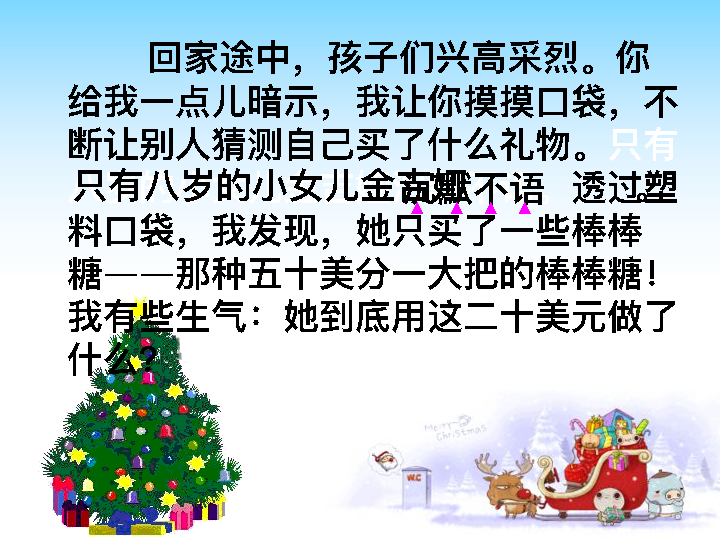 回家途中，孩子们兴高采烈。你
给我一点儿暗示，我让你摸摸口袋，不
断让别人猜测自己买了什么礼物。只有
只有八岁的小女儿金吉娅沉默不语。透过塑
料口袋，我发现，她只买了一些棒棒
糖——那种五十美分一大把的棒棒糖！
我有些生气：她到底用这二十美元做了
什么？
Merry
Christmas
W.C